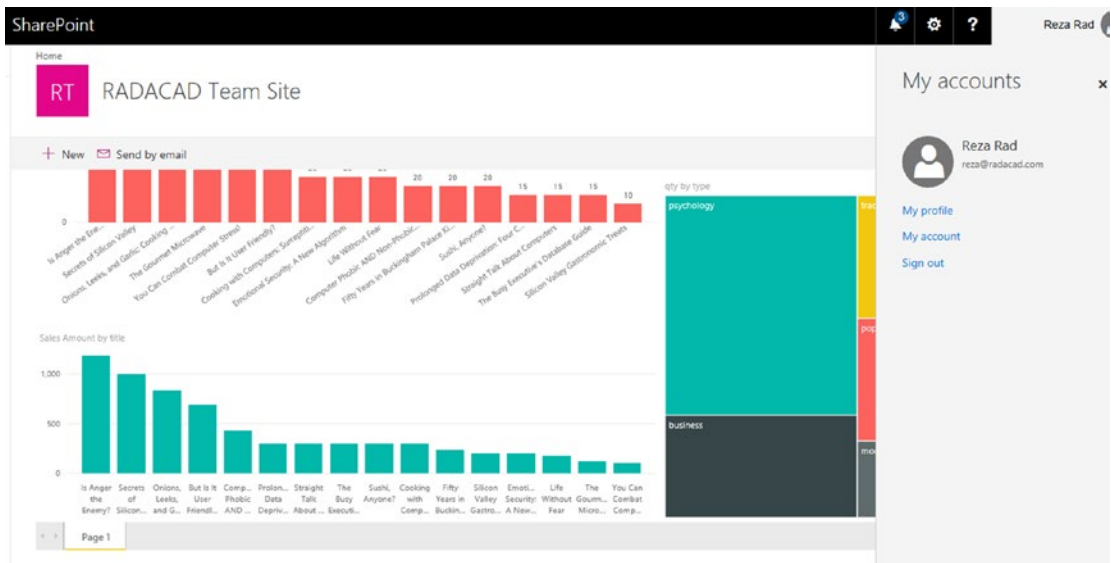 SharePoint
3
?
Reza Rad
Home
RT
RADACAD Team Site
New
Send by email
My accounts
Reza Rad
reza@radacad.com
My profile
My account
Sign out
20 20 20 15 15 15 10
0
Is Anger the Ene...
Secrets of Silicon Valley
Onions, Leeks, and Garlic: Cooking ...
The Gourmet Microwave
You Can Combat Computer Stress!
But Is It User Friendly?
Cooking with Computers: Surreptiti...
Emotional Security: A New Algorithm
Life Without Fear
Computer Phobic AND Non-Phobic...
Fifty Years in Buckingham Palace Ki...
Sushi, Anyone?
Prolonged Data Deprivation: Four C...
Straight Talk About Computers
The Busy Executive's Database Guide
Silicon Valley Gastronomic Treats
qty by type
psychology
business
trad
pop
mod
Sales Amount by title
1,000
500
0
Is Anger the Enemy?
Secrets of Silicon...
Onions, Leeks, and G...
But Is It User Friendl...
Comp... Phobic AND ...
Prolon... Data Depriv...
Straight Talk About ...
The Busy Executi...
Sushi, Anyone?
Cooking with Comp...
Fifty Years in Buckin...
Silicon Valley Gastro...
Emoti... Security: A New...
Life Without Fear
The Gourm... Micro...
You Can Combat Comp...
Page 1